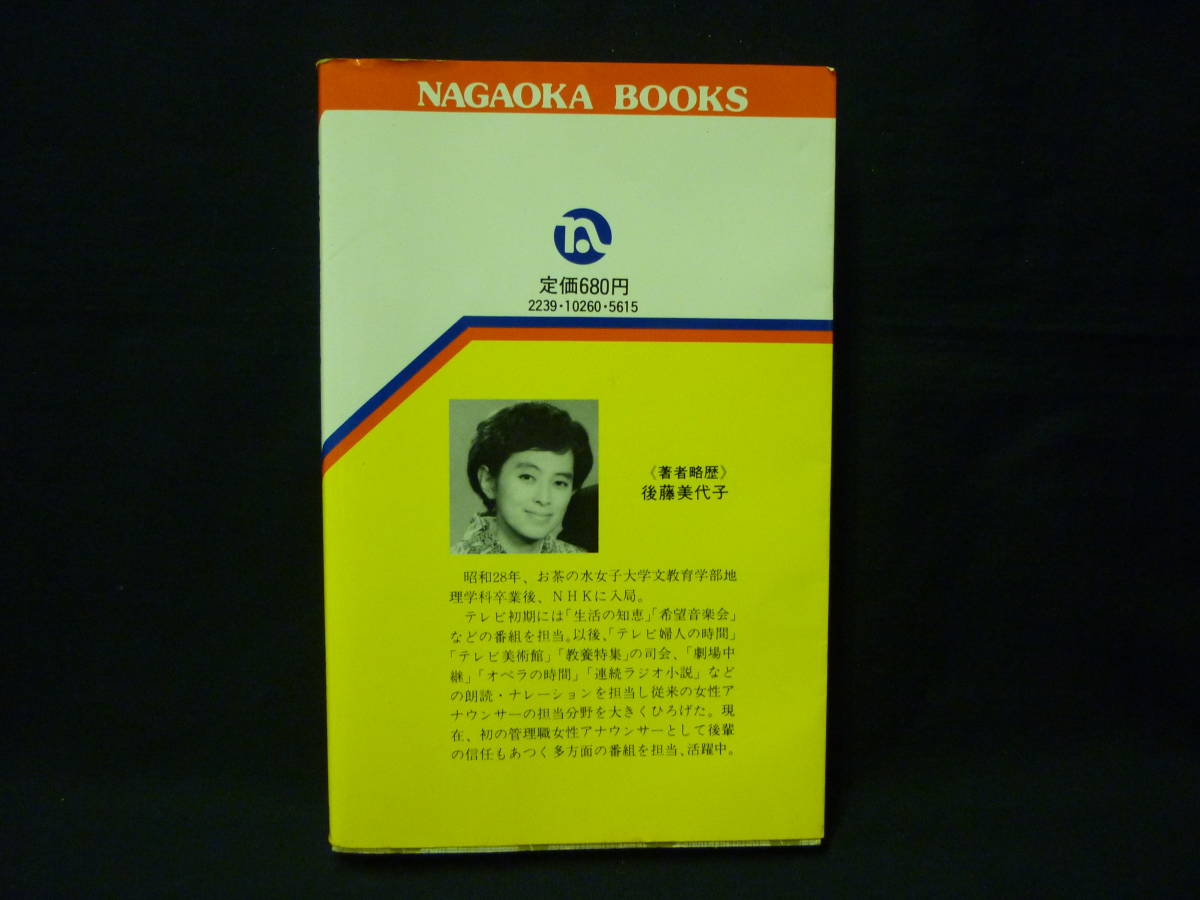 NAGAOKA BOOKS
n
定価680円
2239・10260・5615
《著者略歴》
後藤美代子
昭和28年、お茶の水女子大学文教育学部地
理学科卒業後、NHKに入局。
テレビ初期には「生活の知恵」「希望音楽会」
などの番組を担当。以後、「テレビ婦人の時間」
「テレビ美術館」「教養特集」の司会、「劇場中
継」「オペラの時間」「連続ラジオ小説」など
の朗読・ナレーションを担当し従来の女性ア
ナウンサーの担当分野を大きくひろげた。現
在、初の管理職女性アナウンサーとして後輩
の信任もあつく多方面の番組を担当、活躍中。